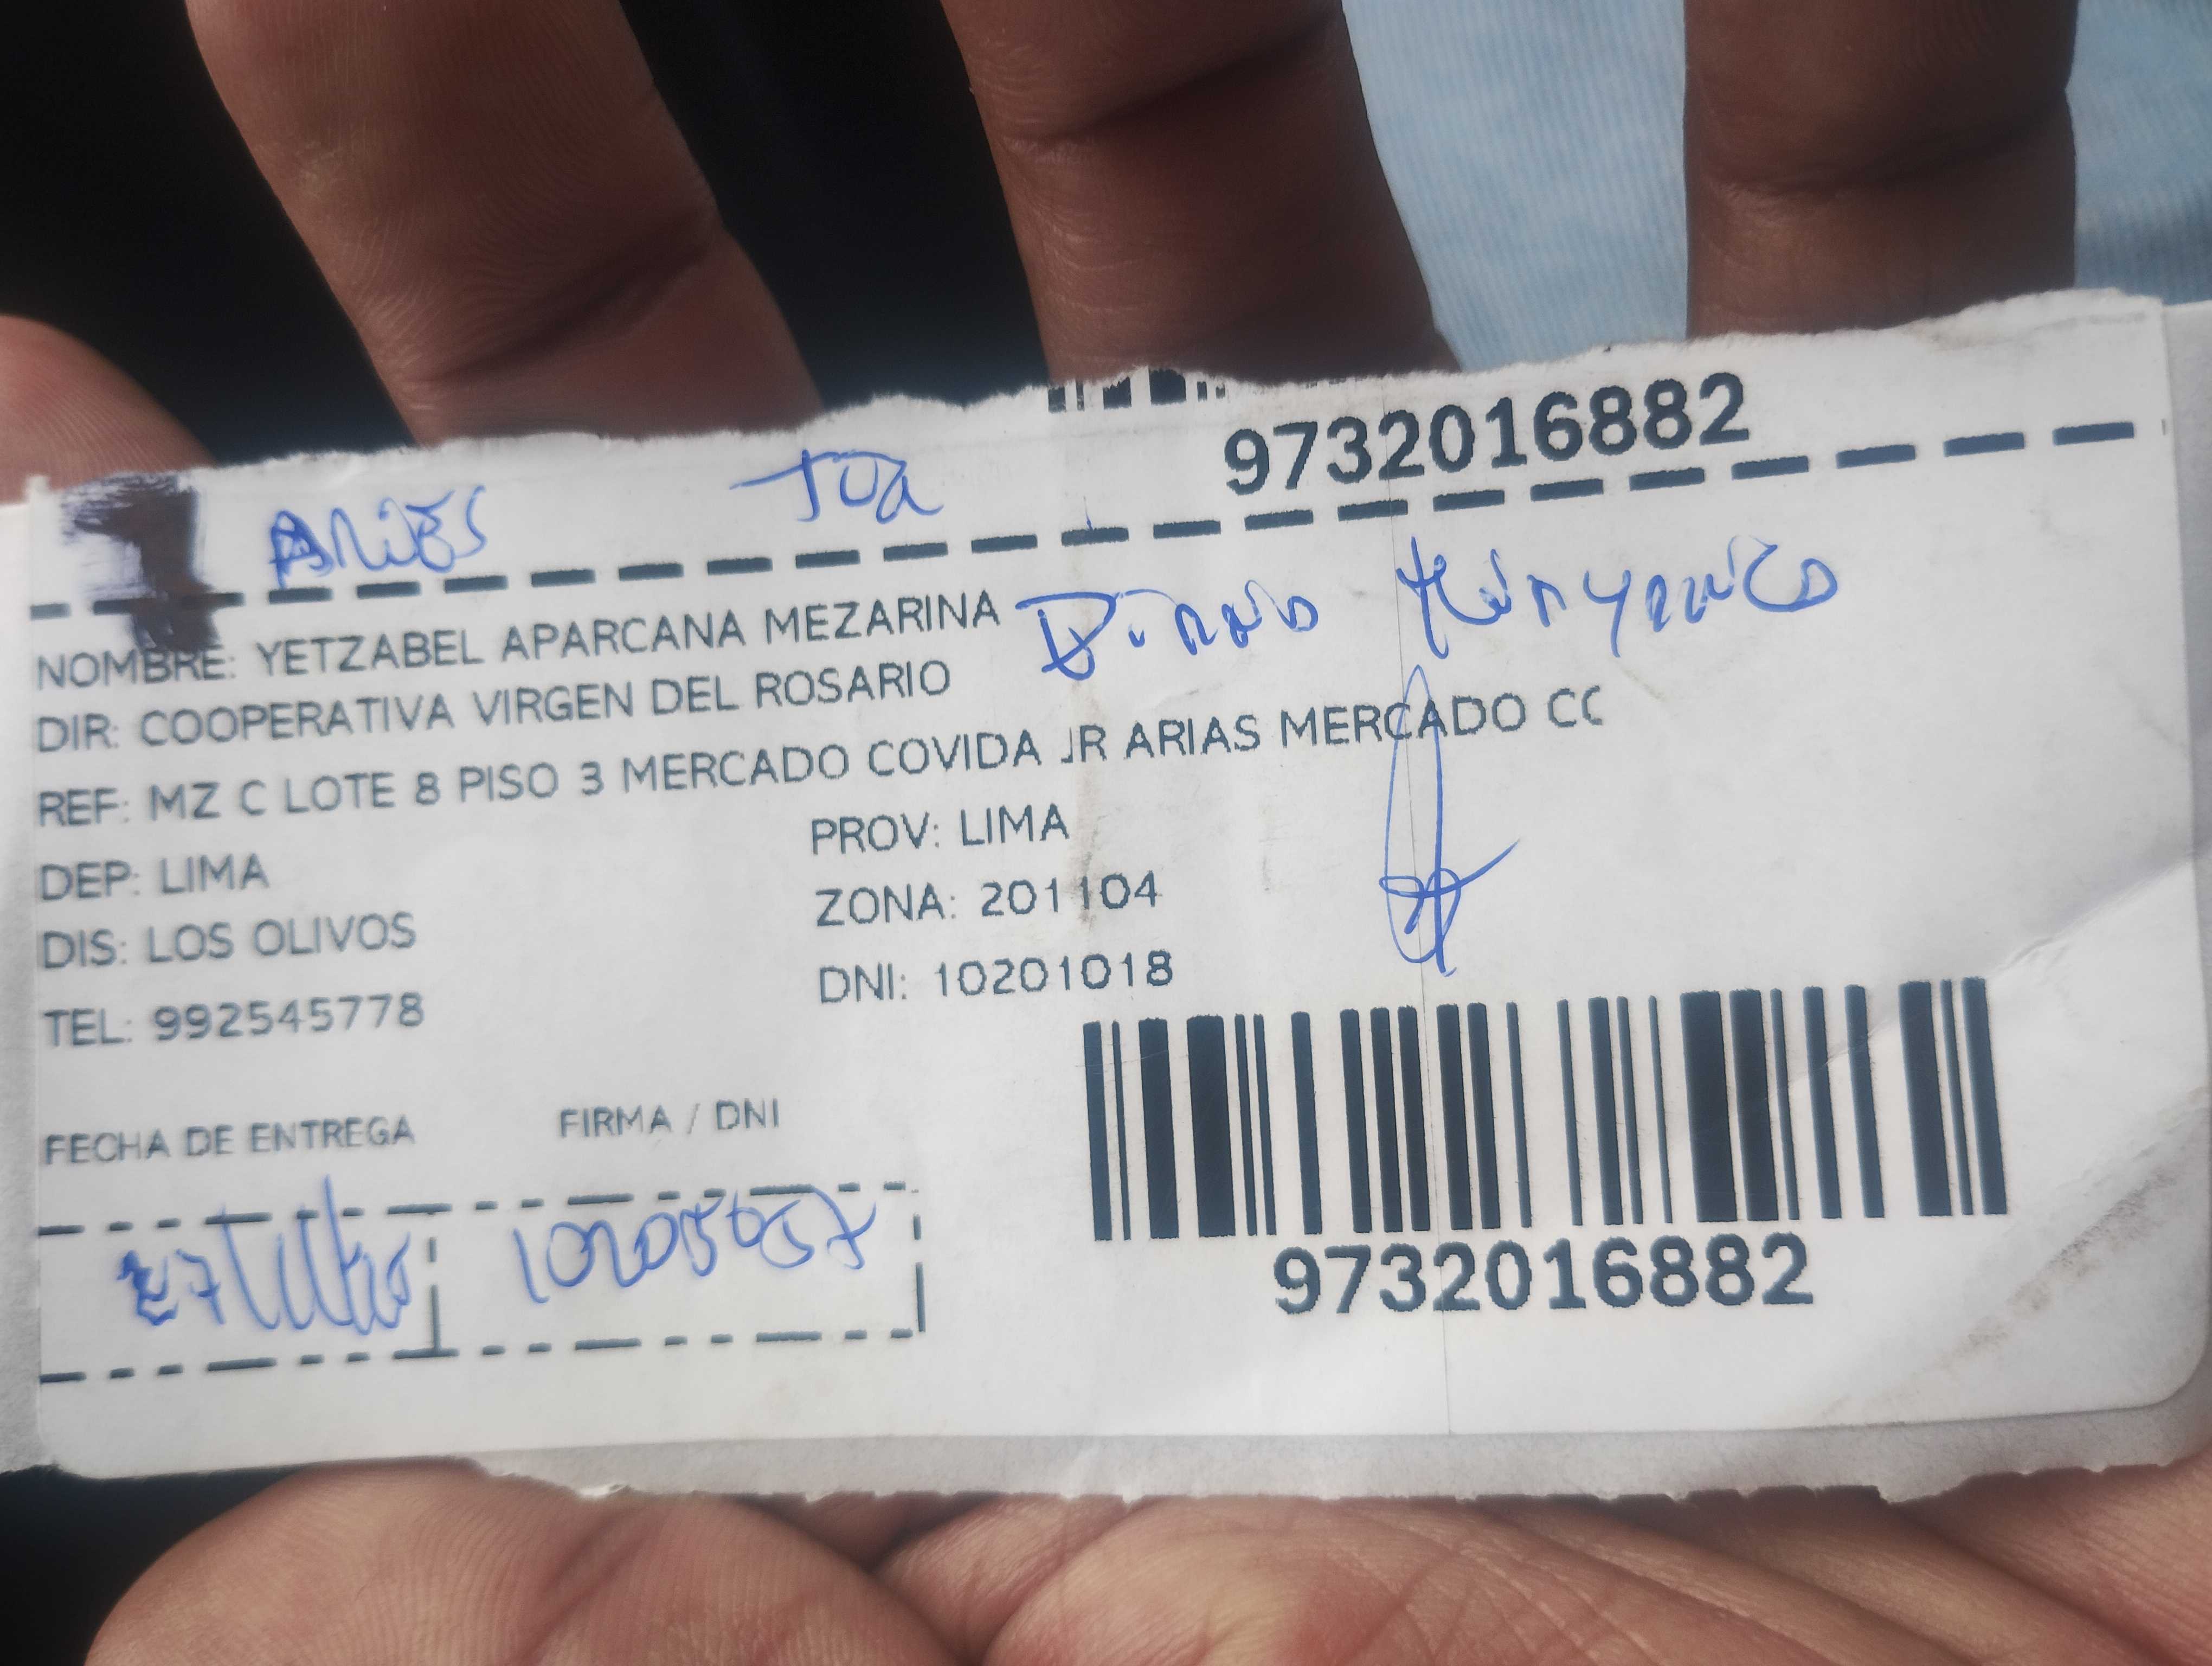 9732016882
NOMBRE: YETZABEL APARCANA MEZARINA
DIR: COOPERATIVA VIRGEN DEL ROSARIO
REF: MZ C LOTE 8 PISO 3 MERCADO COVIDA JR ARIAS MERCADO CC
DEP: LIMA PROV: LIMA
DIS: LOS OLIVOS ZONA: 201104
TEL: 992545778 DNI: 10201018
FECHA DE ENTREGA FIRMA / DNI
9732016882